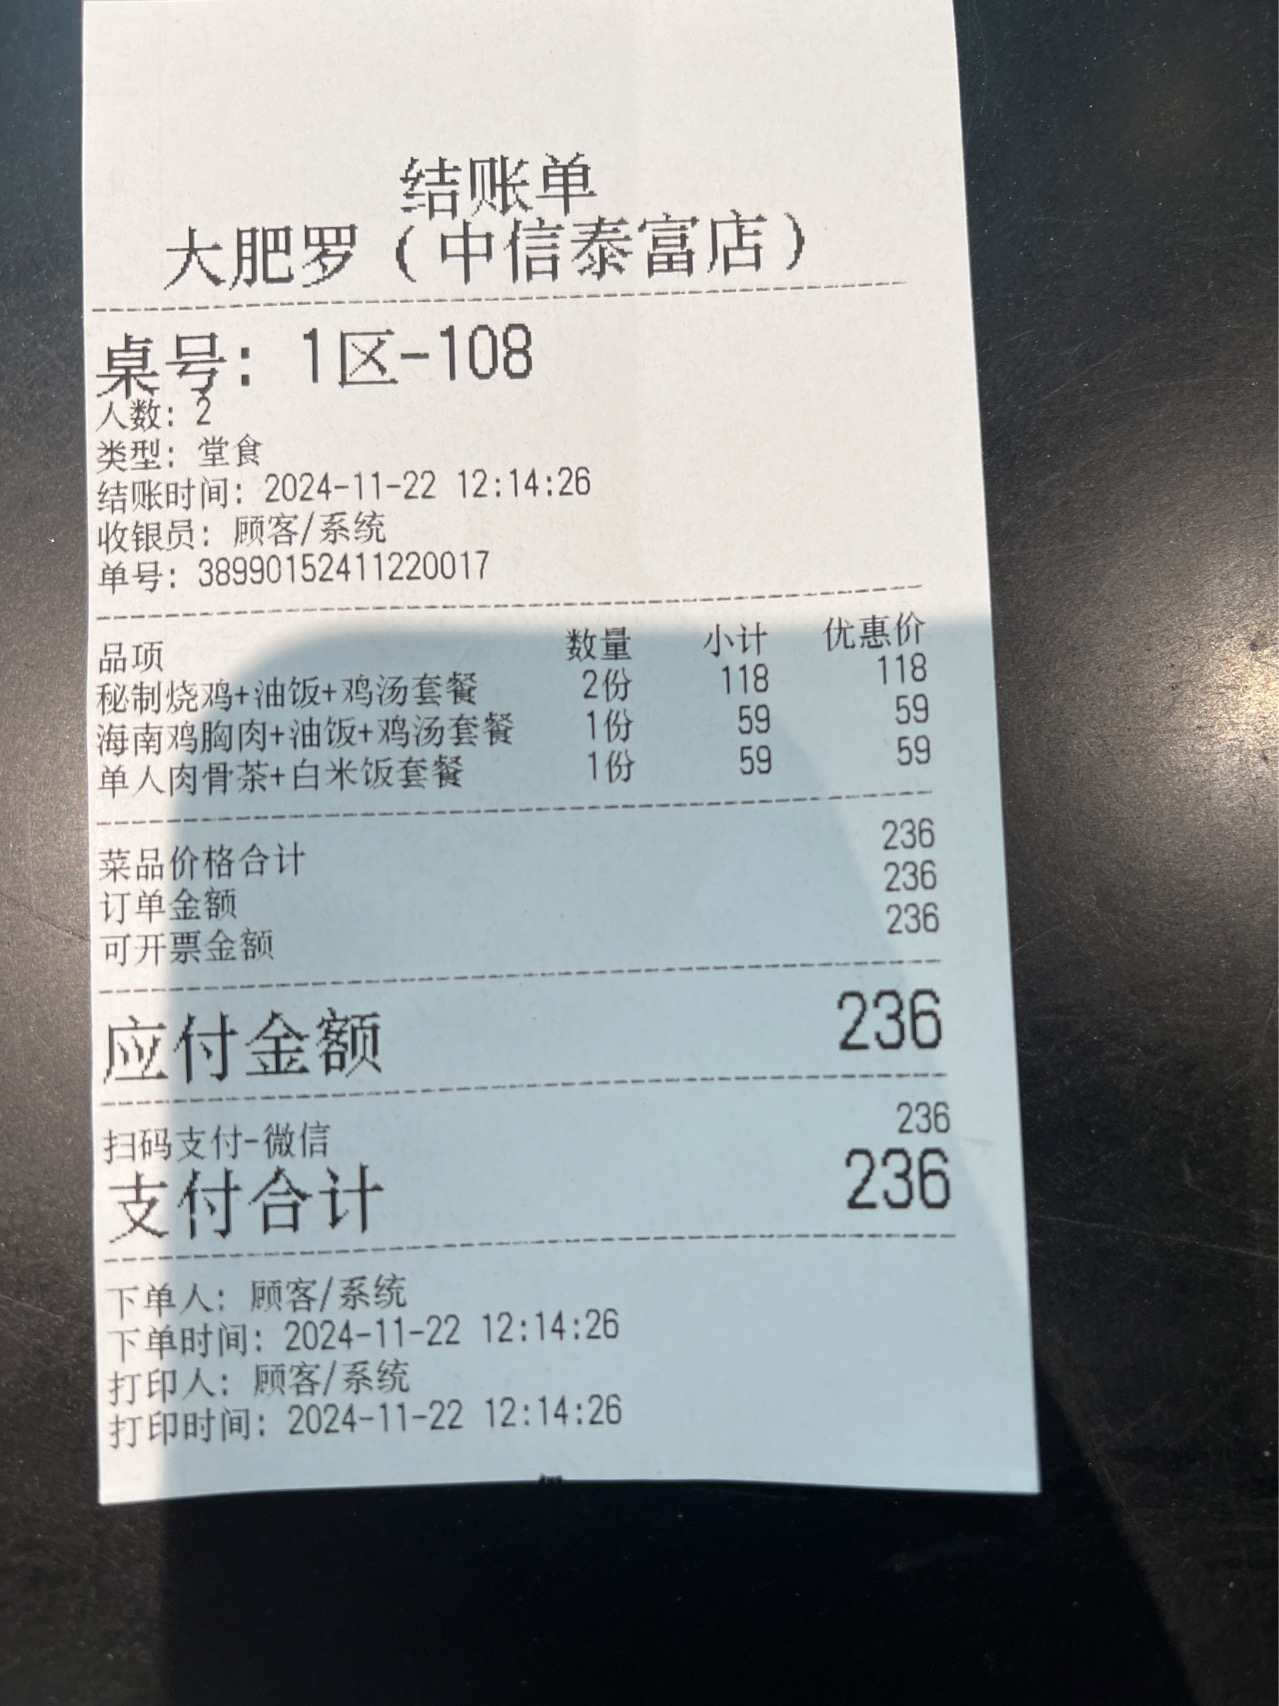 结账单
大肥罗（中信泰富店）
桌号：1区-108
人数：2
类型：堂食
结账时间：2024-11-22 12:14:26
收银员：顾客/系统
单号：38990152411220017
品项 数量 小计 优惠价
秘制烧鸡+油饭+鸡汤套餐 2份 118 118
海南鸡胸肉+油饭+鸡汤套餐 1份 59 59
单人肉骨茶+白米饭套餐 1份 59 59
菜品价格合计 236
订单金额 236
可开票金额 236
应付金额 236
扫码支付-微信 236
支付合计 236
下单人：顾客/系统
下单时间：2024-11-22 12:14:26
打印人：顾客/系统
打印时间：2024-11-22 12:14:26